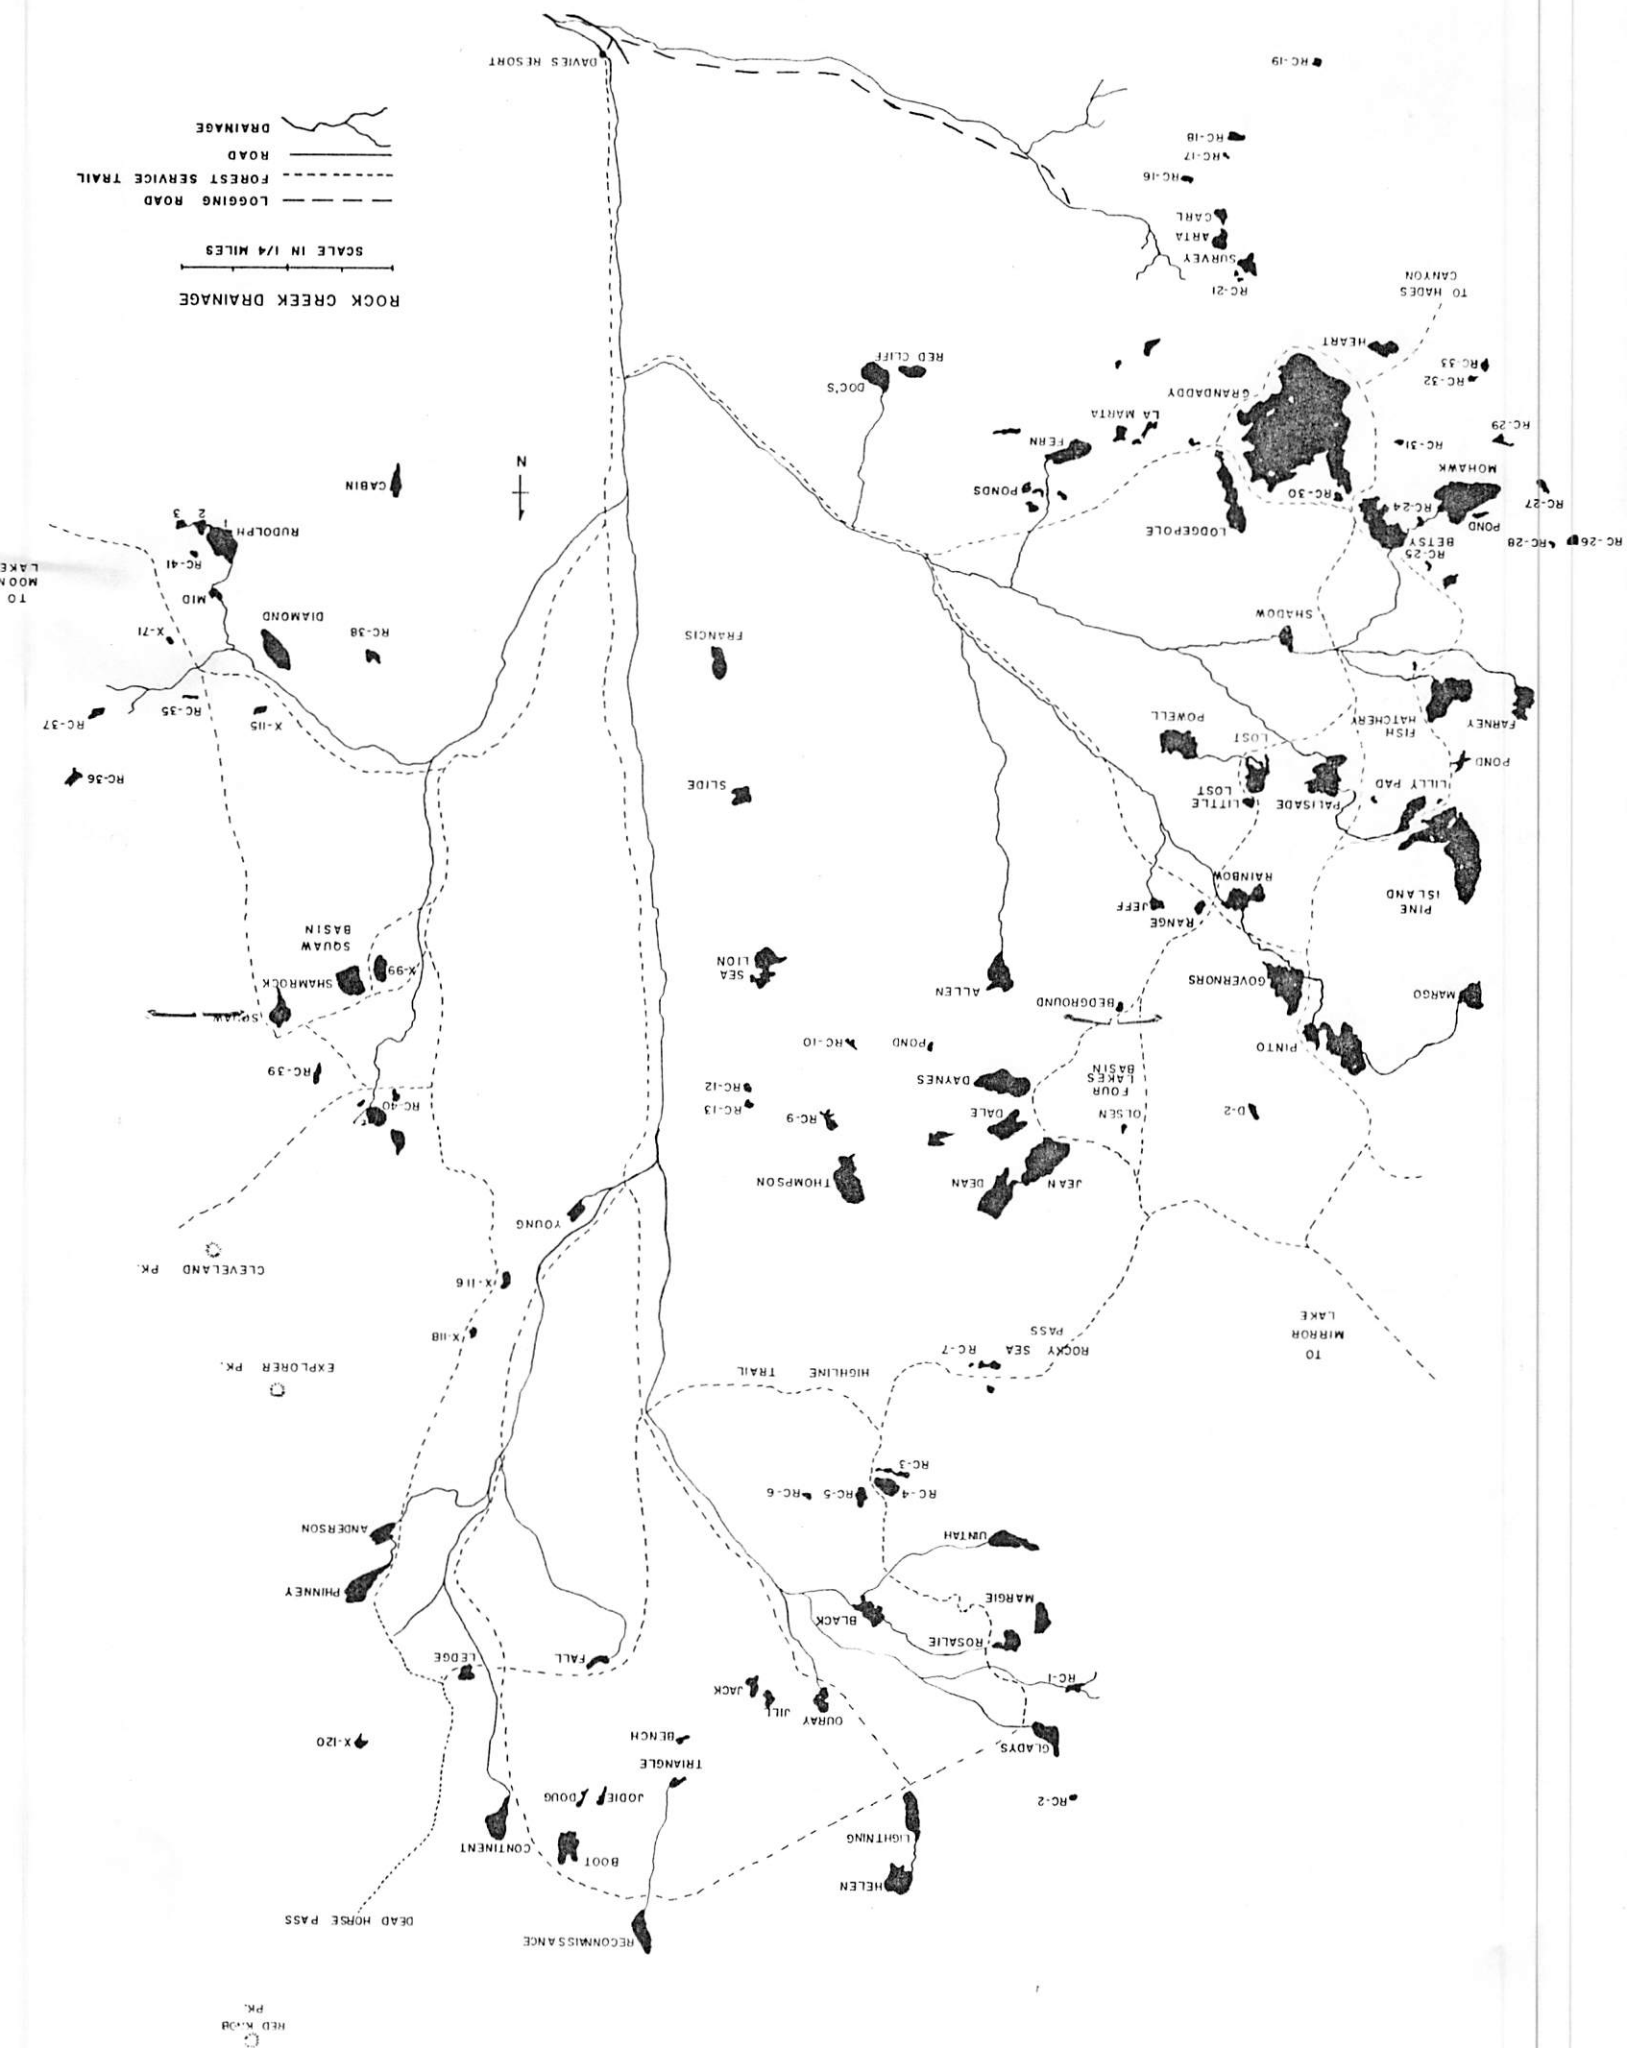 RED KNOB
PK.
RECONNAISSANCE
DEAD HORSE PASS
HELEN
BOOT
CONTINENT
LIGHTNING
RC-2
JODIE
DOUG
TRIANGLE
GLADYS
BENCH
X-120
OURAY
JILL
JACK
RC-1
LEDGE
FALL
ROSALIE
BLACK
MARGIE
PHINNEY
UINTAH
ANDERSON
RC-4
RC-5
RC-6
RC-3
HIGHLINE TRAIL
EXPLORER PK.
TO
MIRROR
LAKE
ROCKY SEA
PASS
RC-7
X-118
X-116
CLEVELAND PK.
YOUNG
JEAN
DEAN
THOMPSON
OLSEN
FOUR
LAKES
BASIN
DALE
RC-9
RC-13
RC-12
D-2
DAYNES
RC-40
RC-39
PINTO
POND
RC-10
SQUAW
BEDGROUND
MARGO
GOVERNORS
ALLEN
SEA
LION
SHAMROCK
X-99
SQUAW
BASIN
PINE
ISLAND
RANGE
JEFF
RAINBOW
LILLY PAD
PALISADE
LITTLE
LOST
SLIDE
RC-36
POND
LOST
FARNEY
FISH
HATCHERY
POWELL
RC-37
RC-35
X-115
FRANCIS
SHADOW
X-71
RC-38
DIAMOND
MID
TO
MOON
LAKE
RC-41
RC-26
RC-28
RC-25
BETSY
LODGEPOLE
RUDOLPH
1
2
3
POND
RC-27
RC-24
RC-30
PONDS
CABIN
N
MOHAWK
RC-29
RC-31
FERN
LA MARTA
GRANDADDY
RC-32
RC-33
HEART
DOC'S
RED CLIFF
TO HADES
CANYON
RC-21
SURVEY
ARTA
CARL
RC-16
RC-17
RC-18
RC-19
ROCK CREEK DRAINAGE
SCALE IN 1/4 MILES
LOGGING ROAD
FOREST SERVICE TRAIL
ROAD
DRAINAGE
DAVIES RESORT